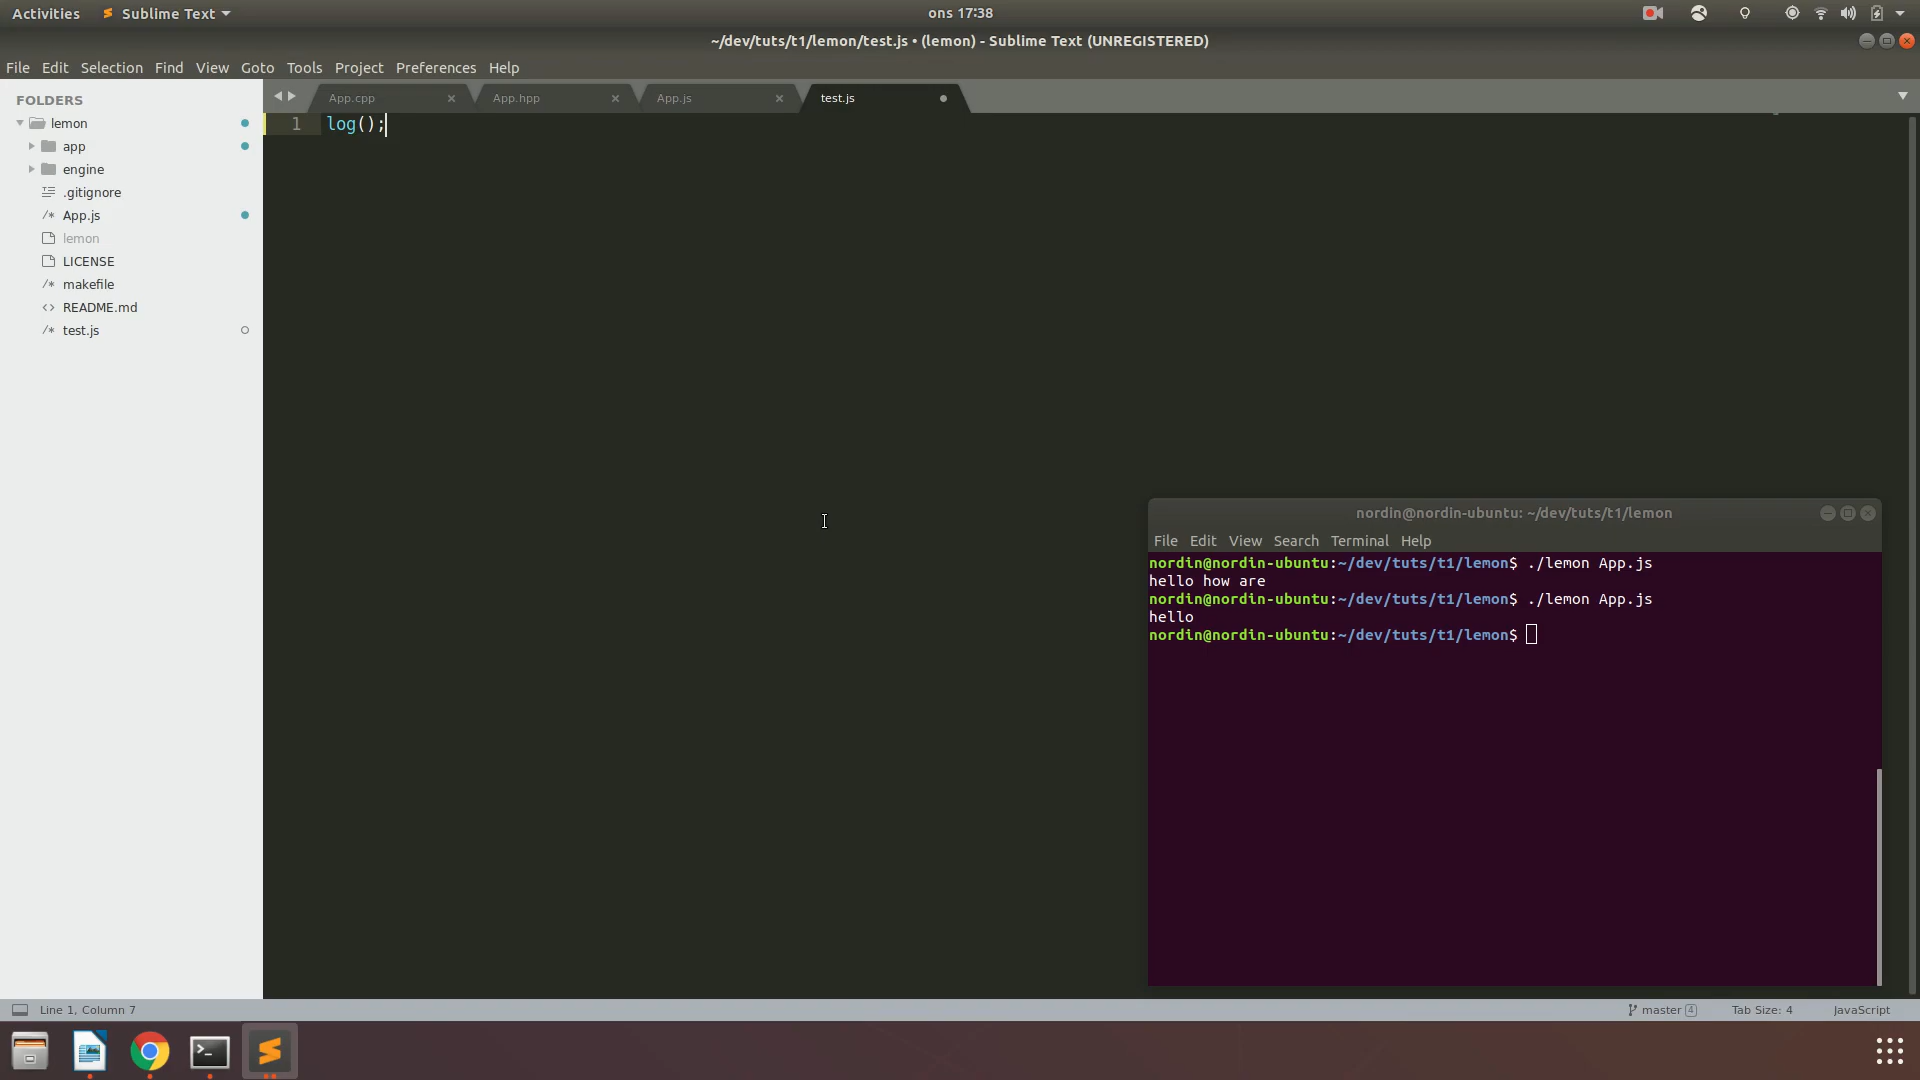 Activities Sublime Text ons 17:38
~/dev/tuts/t1/lemon/test.js • (lemon) - Sublime Text (UNREGISTERED)
File Edit Selection Find View Goto Tools Project Preferences Help
FOLDERS
lemon
app
engine
.gitignore
App.js
lemon
LICENSE
makefile
README.md
test.js
App.cpp App.hpp App.js test.js
1 log();
nordin@nordin-ubuntu: ~/dev/tuts/t1/lemon
File Edit View Search Terminal Help
nordin@nordin-ubuntu:~/dev/tuts/t1/lemon$ ./lemon App.js
hello how are
nordin@nordin-ubuntu:~/dev/tuts/t1/lemon$ ./lemon App.js
hello
nordin@nordin-ubuntu:~/dev/tuts/t1/lemon$
Line 1, Column 7 master 4 Tab Size: 4 JavaScript